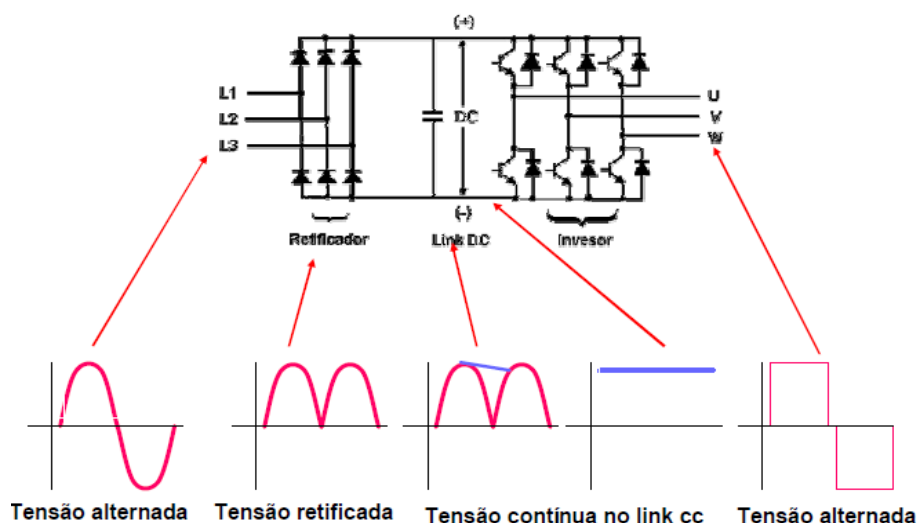 (+)
L1
L2
L3
DC
U
V
W
(-)
Retificador
Link DC
Invesor
Tensão alternada
Tensão retificada
Tensão contínua no link cc
Tensão alternada